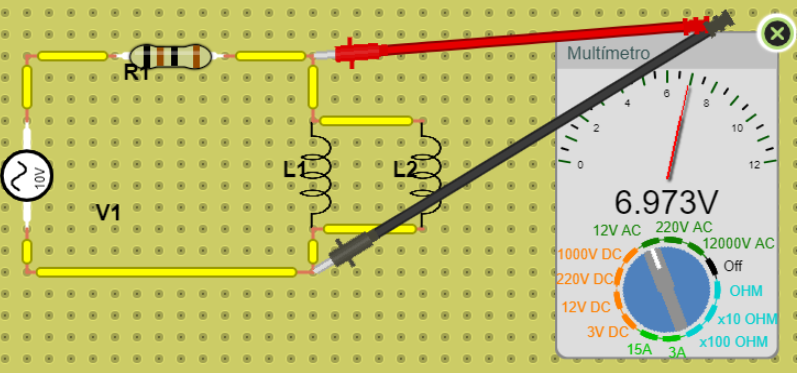 R1
10V
V1
L1
L2
Multímetro
0
2
4
6
8
10
12
6.973V
12V AC
220V AC
12000V AC
1000V DC
Off
220V DC
OHM
12V DC
x10 OHM
3V DC
x100 OHM
15A
3A